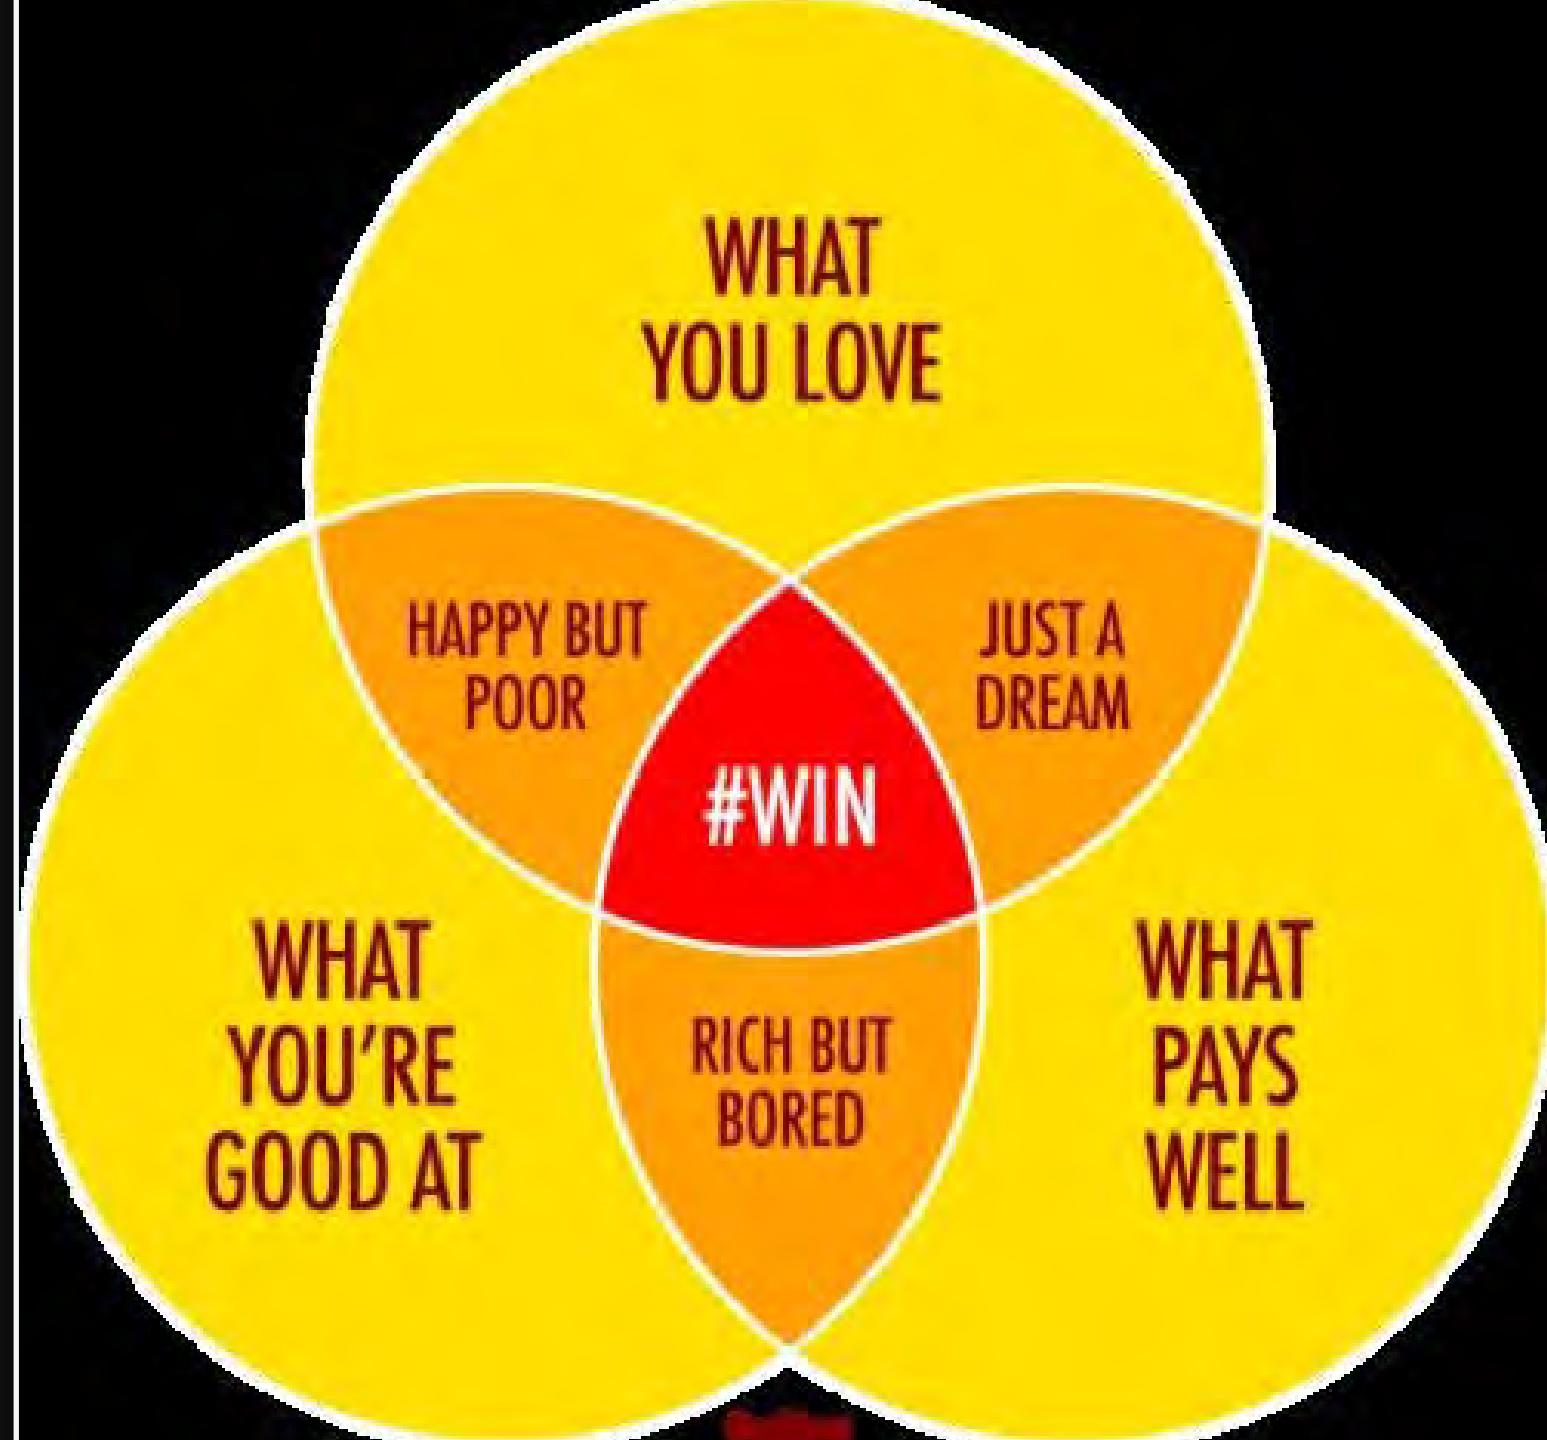 WHAT
YOU LOVE
HAPPY BUT
POOR
JUST A
DREAM
#WIN
WHAT
YOU'RE
GOOD AT
RICH BUT
BORED
WHAT
PAYS
WELL